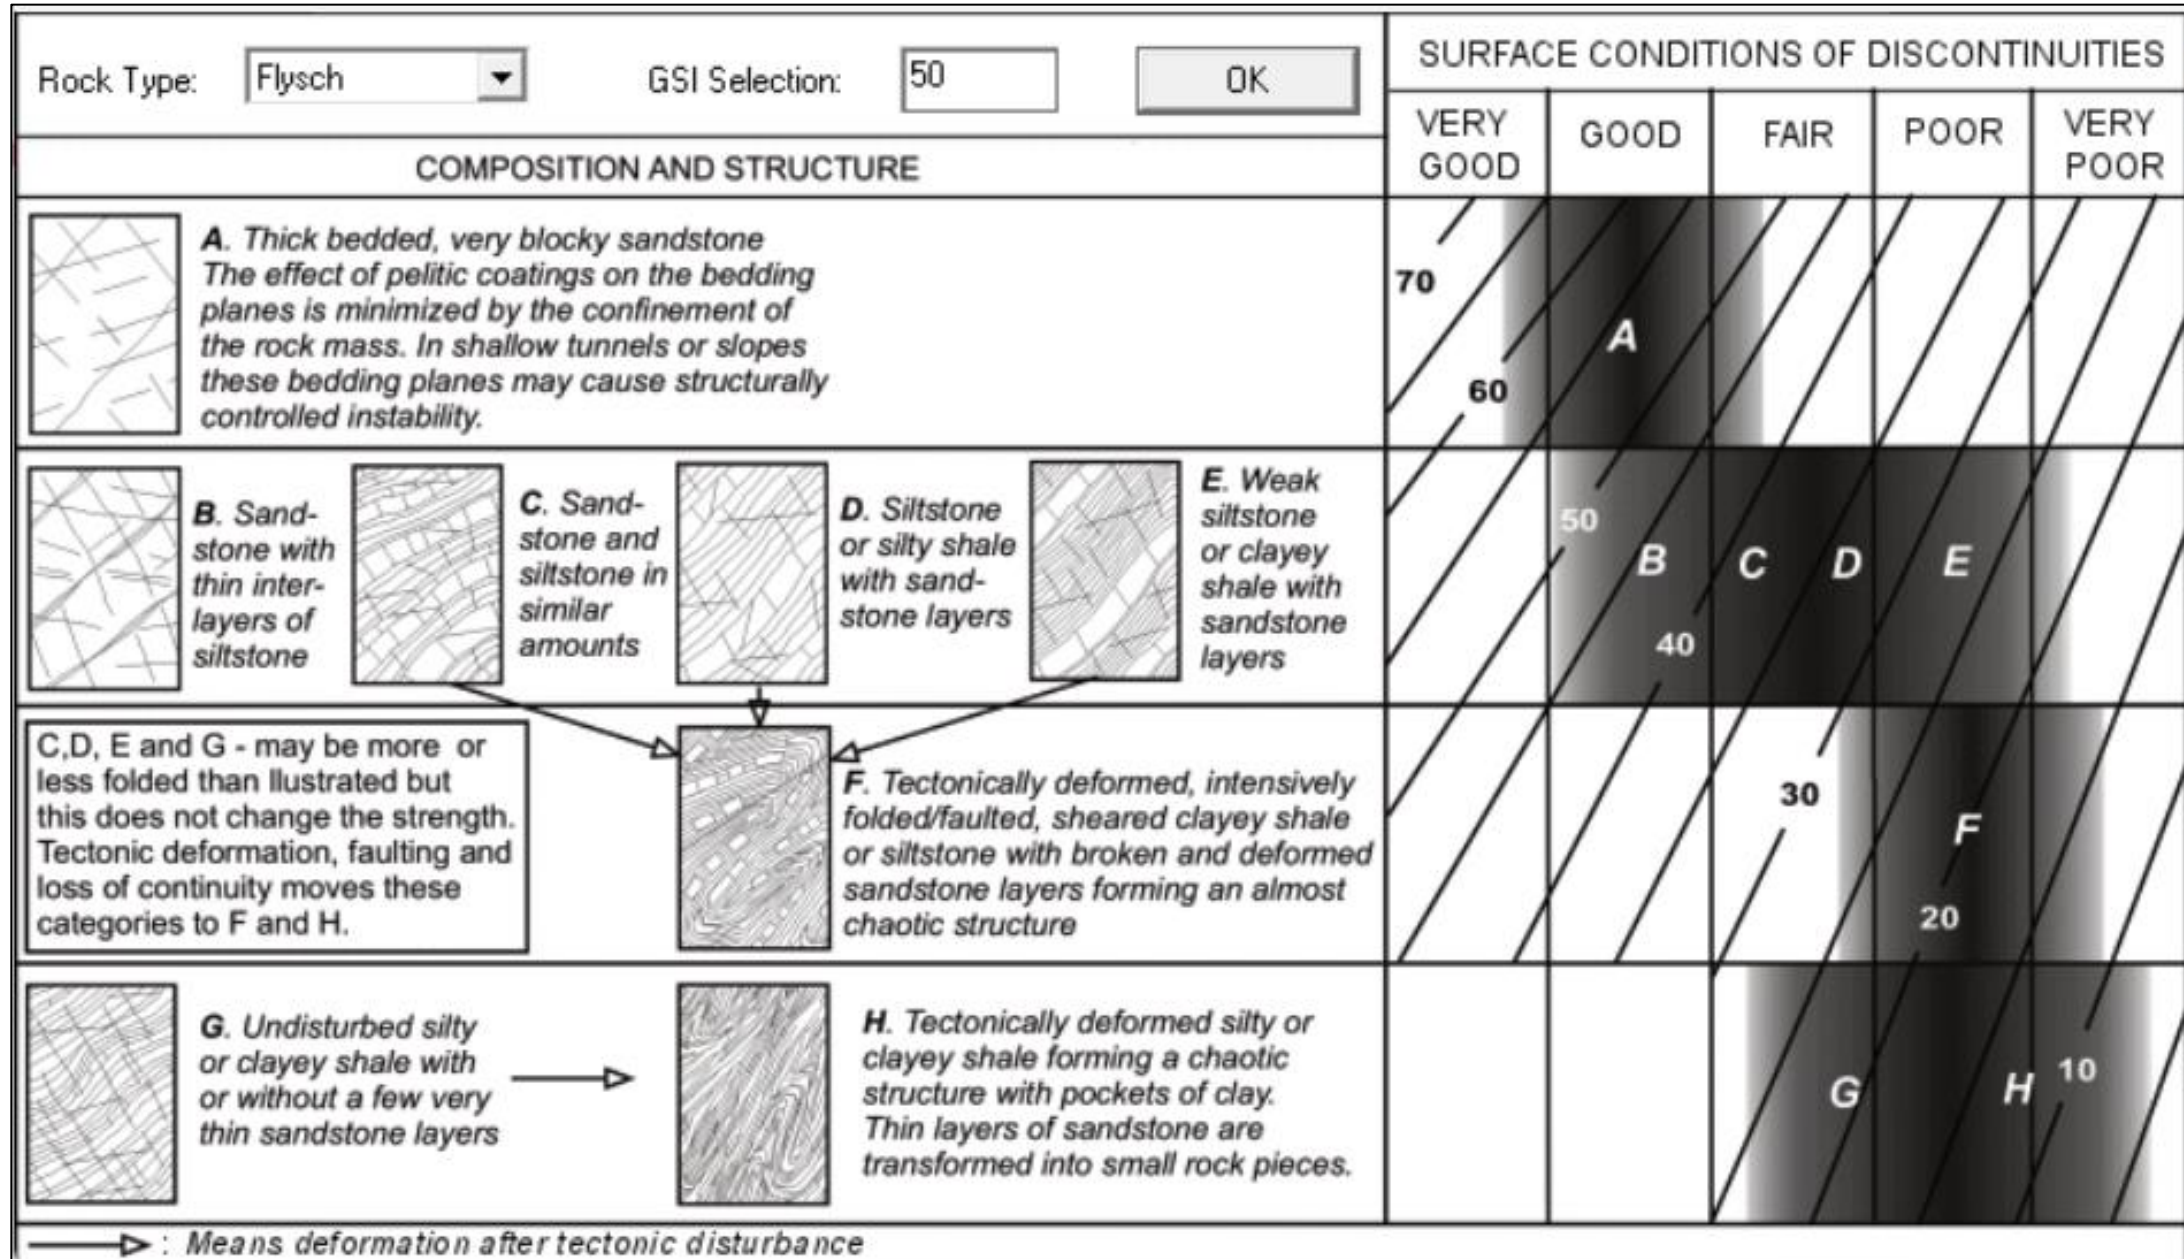 Rock Type:
Flysch
GSI Selection:
50
OK
SURFACE CONDITIONS OF DISCONTINUITIES
VERY
GOOD
GOOD
FAIR
POOR
VERY
POOR
COMPOSITION AND STRUCTURE
A. Thick bedded, very blocky sandstone
The effect of pelitic coatings on the bedding
planes is minimized by the confinement of
the rock mass. In shallow tunnels or slopes
these bedding planes may cause structurally
controlled instability.
70
60
A
B. Sand-
stone with
thin inter-
layers of
siltstone
C. Sand-
stone and
siltstone in
similar
amounts
D. Siltstone
or silty shale
with sand-
stone layers
E. Weak
siltstone
or clayey
shale with
sandstone
layers
50
B
C
D
E
40
C,D, E and G - may be more or
less folded than llustrated but
this does not change the strength.
Tectonic deformation, faulting and
loss of continuity moves these
categories to F and H.
F. Tectonically deformed, intensively
folded/faulted, sheared clayey shale
or siltstone with broken and deformed
sandstone layers forming an almost
chaotic structure
30
F
20
G. Undisturbed silty
or clayey shale with
or without a few very
thin sandstone layers
H. Tectonically deformed silty or
clayey shale forming a chaotic
structure with pockets of clay.
Thin layers of sandstone are
transformed into small rock pieces.
G
H
10
: Means deformation after tectonic disturbance